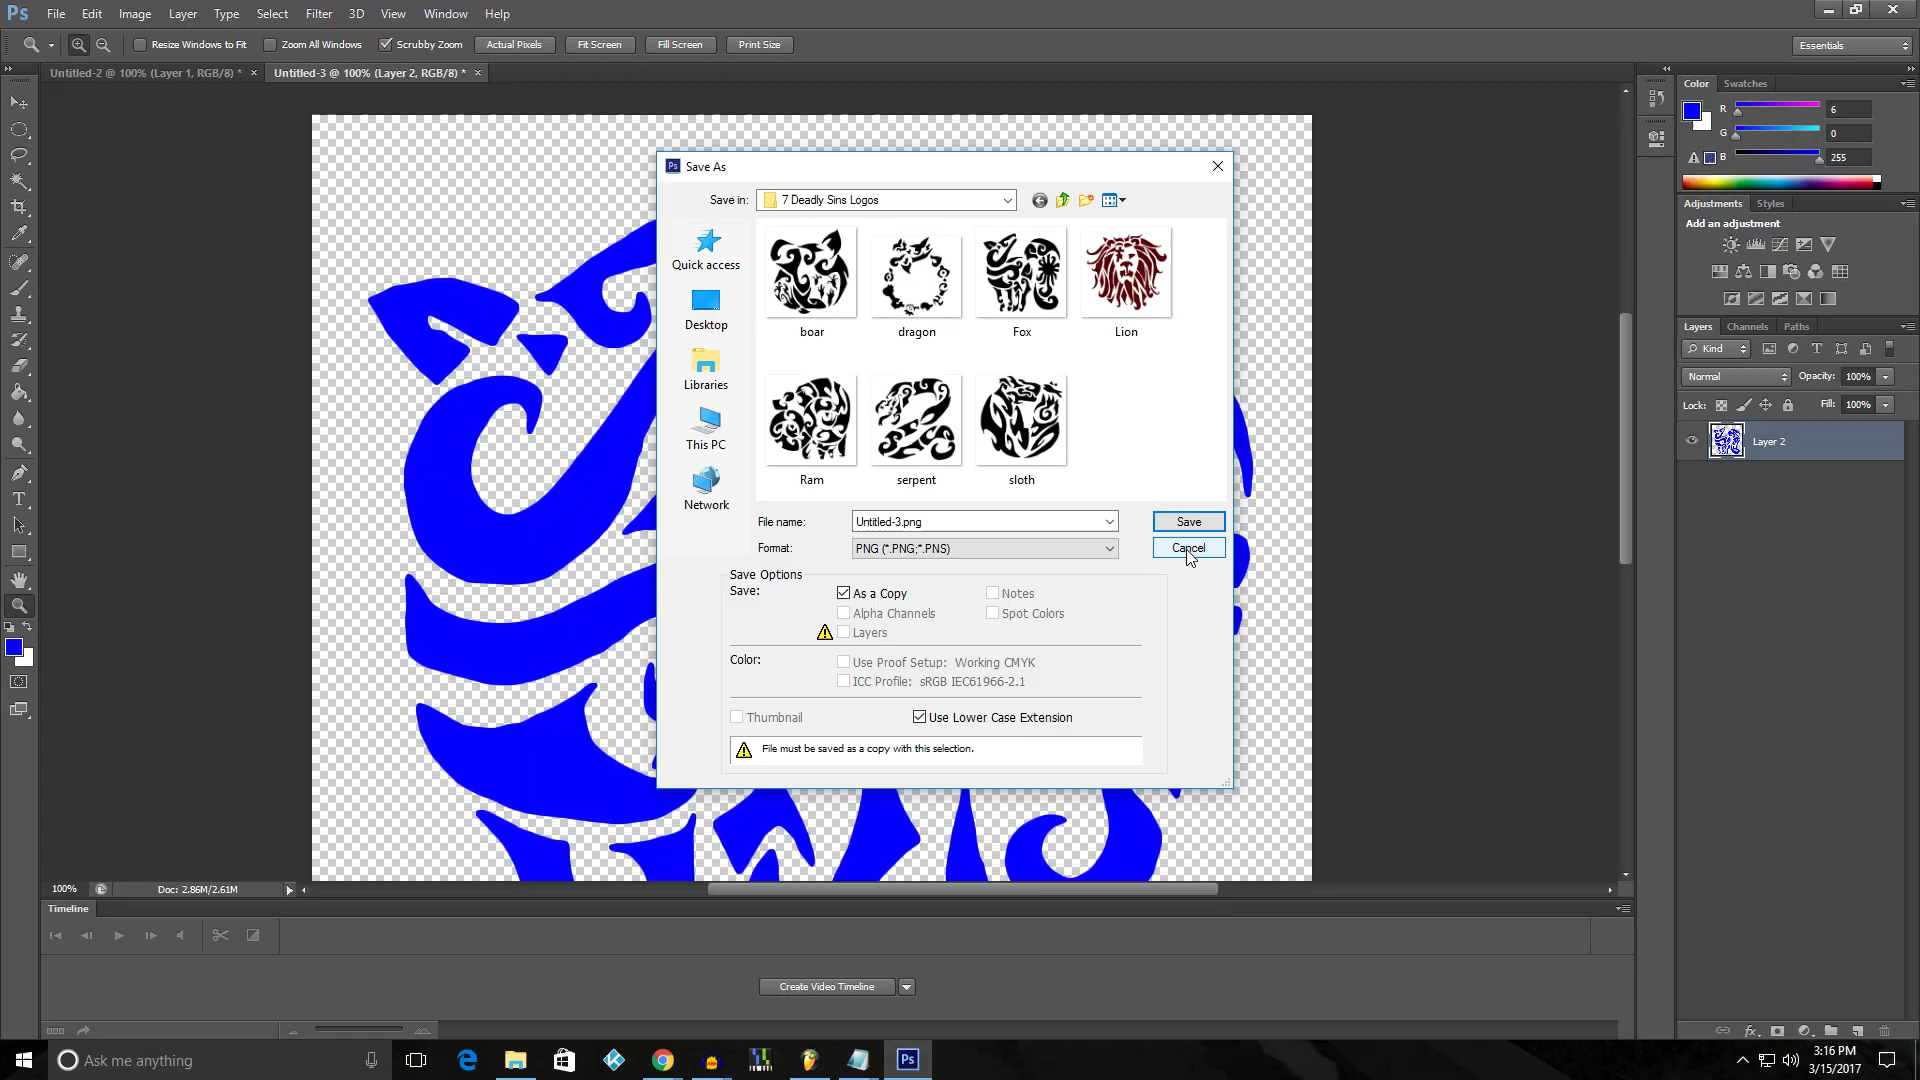 Ps File Edit Image Layer Type Select Filter 3D View Window Help
Resize Windows to Fit Zoom All Windows Scrubby Zoom Actual Pixels Fit Screen Fill Screen Print Size Essentials
Untitled-2 @ 100% (Layer 1, RGB/8) * × Untitled-3 @ 100% (Layer 2, RGB/8) * ×
Color Swatches
R 6
G 0
B 255
Adjustments Styles
Add an adjustment
Layers Channels Paths
Kind
Normal Opacity: 100%
Lock: Fill: 100%
Layer 2
Ps Save As
Save in: 7 Deadly Sins Logos
Quick access
Desktop
Libraries
This PC
Network
boar dragon Fox Lion
Ram serpent sloth
File name: Untitled-3.png Save
Format: PNG (*.PNG;*.PNS) Cancel
Save Options
Save: As a Copy Notes
Alpha Channels Spot Colors
Layers
Color: Use Proof Setup: Working CMYK
ICC Profile: sRGB IEC61966-2.1
Thumbnail Use Lower Case Extension
File must be saved as a copy with this selection.
100% Doc: 2.86M/2.61M
Timeline
Create Video Timeline
Ask me anything
Ps
3:16 PM
3/15/2017